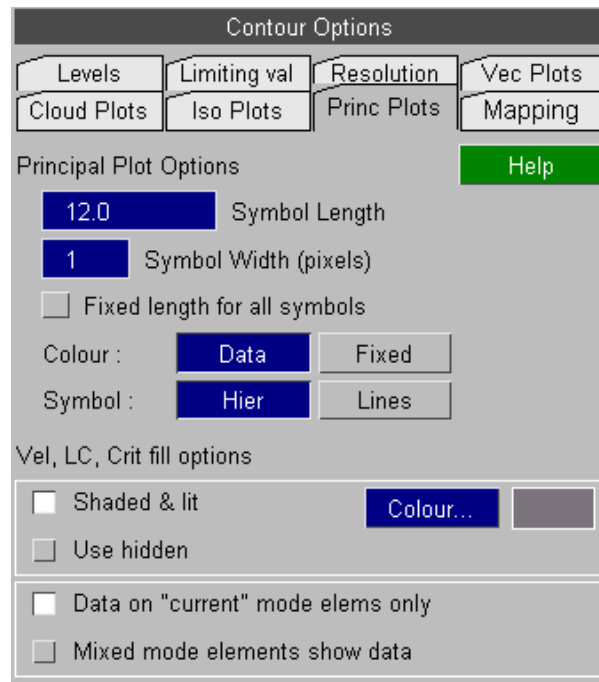 Contour Options
Levels Limiting val Resolution Vec Plots
Cloud Plots Iso Plots Princ Plots Mapping
Principal Plot Options Help
12.0 Symbol Length
1 Symbol Width (pixels)
Fixed length for all symbols
Colour : Data Fixed
Symbol : Hier Lines
Vel, LC, Crit fill options
Shaded & lit Colour...
Use hidden
Data on "current" mode elems only
Mixed mode elements show data